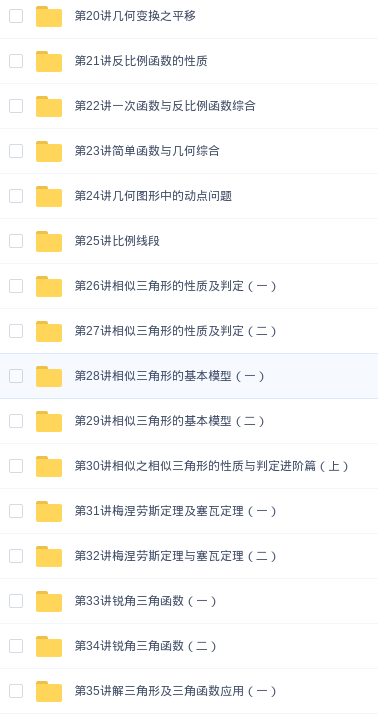 第20讲几何变换之平移
第21讲反比例函数的性质
第22讲一次函数与反比例函数综合
第23讲简单函数与几何综合
第24讲几何图形中的动点问题
第25讲比例线段
第26讲相似三角形的性质及判定（一）
第27讲相似三角形的性质及判定（二）
第28讲相似三角形的基本模型（一）
第29讲相似三角形的基本模型（二）
第30讲相似之相似三角形的性质与判定进阶篇（上）
第31讲梅涅劳斯定理及塞瓦定理（一）
第32讲梅涅劳斯定理与塞瓦定理（二）
第33讲锐角三角函数（一）
第34讲锐角三角函数（二）
第35讲解三角形及三角函数应用（一）